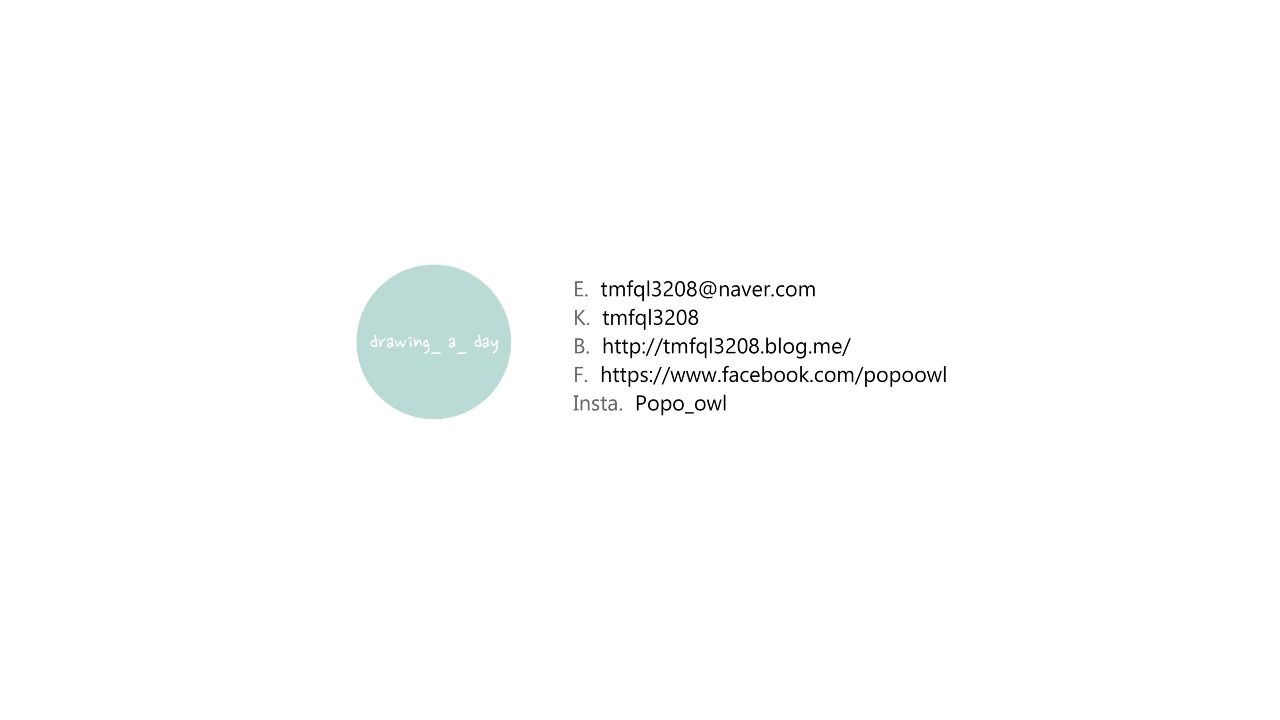 drawing_ a_ day
E. tmfql3208@naver.com
K. tmfql3208
B. http://tmfql3208.blog.me/
F. https://www.facebook.com/popoowl
Insta. Popo_owl